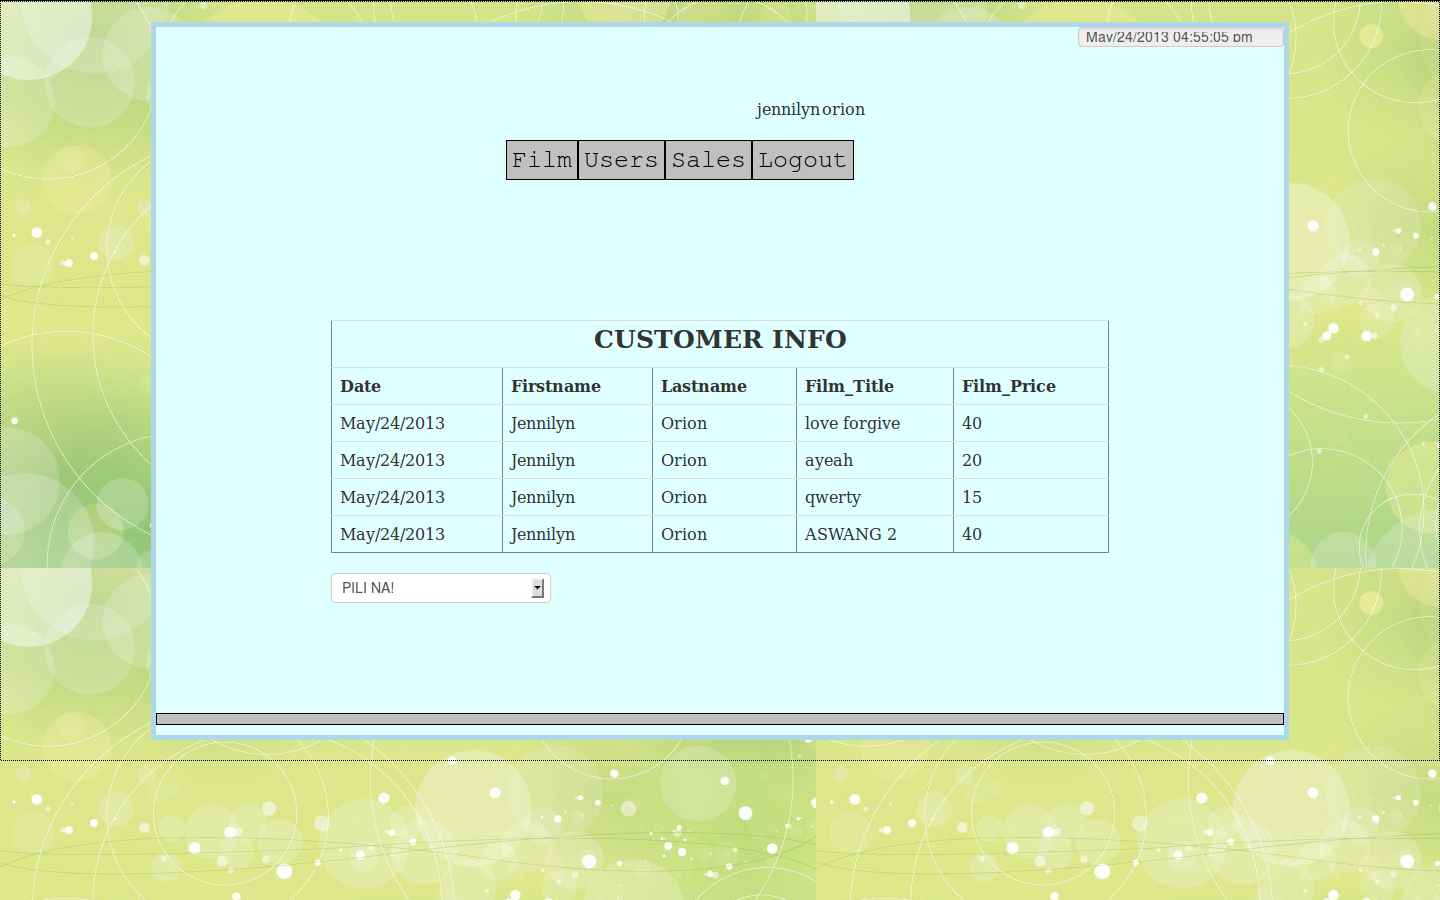 May/24/2013 04:55:05 pm
jennilyn orion
Film Users Sales Logout
CUSTOMER INFO
Date Firstname Lastname Film_Title Film_Price
May/24/2013 Jennilyn Orion love forgive 40
May/24/2013 Jennilyn Orion ayeah 20
May/24/2013 Jennilyn Orion qwerty 15
May/24/2013 Jennilyn Orion ASWANG 2 40
PILI NA!